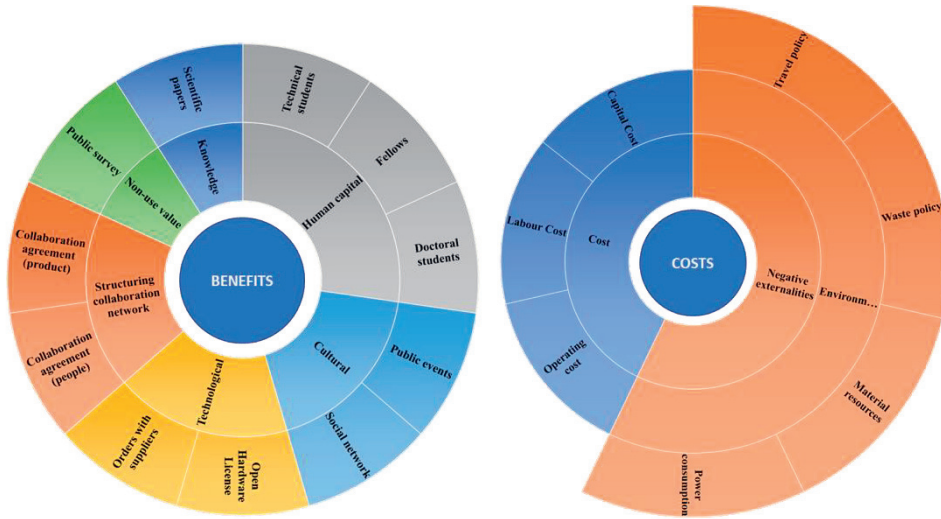 BENEFITS
Knowledge
Scientific
papers
Human capital
Technical
students
Fellows
Doctoral
students
Cultural
Public events
Social network
Technological
Open
Hardware
License
Orders with
suppliers
Structuring
collaboration
network
Collaboration
agreement
(people)
Collaboration
agreement
(product)
Non-use value
Public survey
COSTS
Cost
Capital Cost
Labour Cost
Operating
cost
Negative
externalities
Environm...
Travel policy
Waste policy
Material
resources
Power
consumption